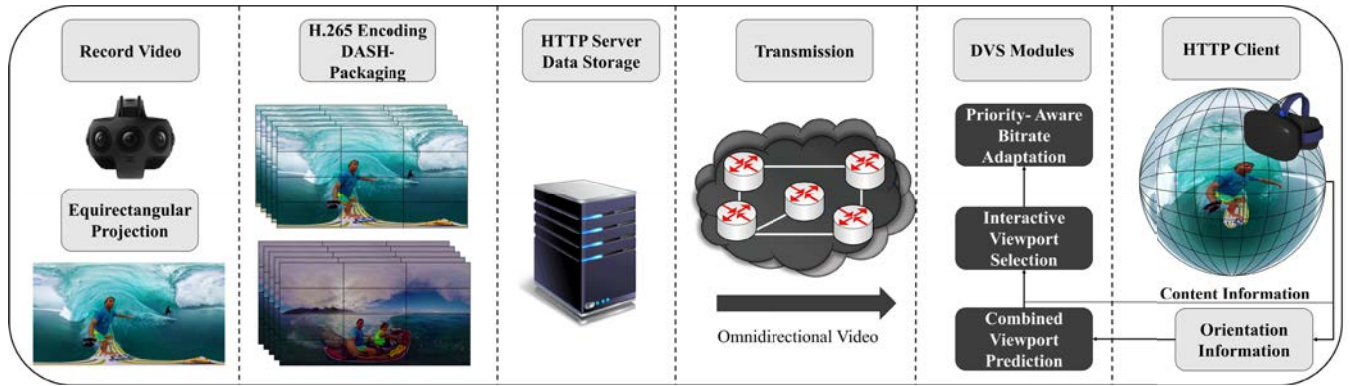 Record Video
Equirectangular
Projection
H.265 Encoding
DASH-
Packaging
HTTP Server
Data Storage
Transmission
Omnidirectional Video
DVS Modules
Priority- Aware
Bitrate
Adaptation
Interactive
Viewport
Selection
Combined
Viewport
Prediction
HTTP Client
Content Information
Orientation
Information